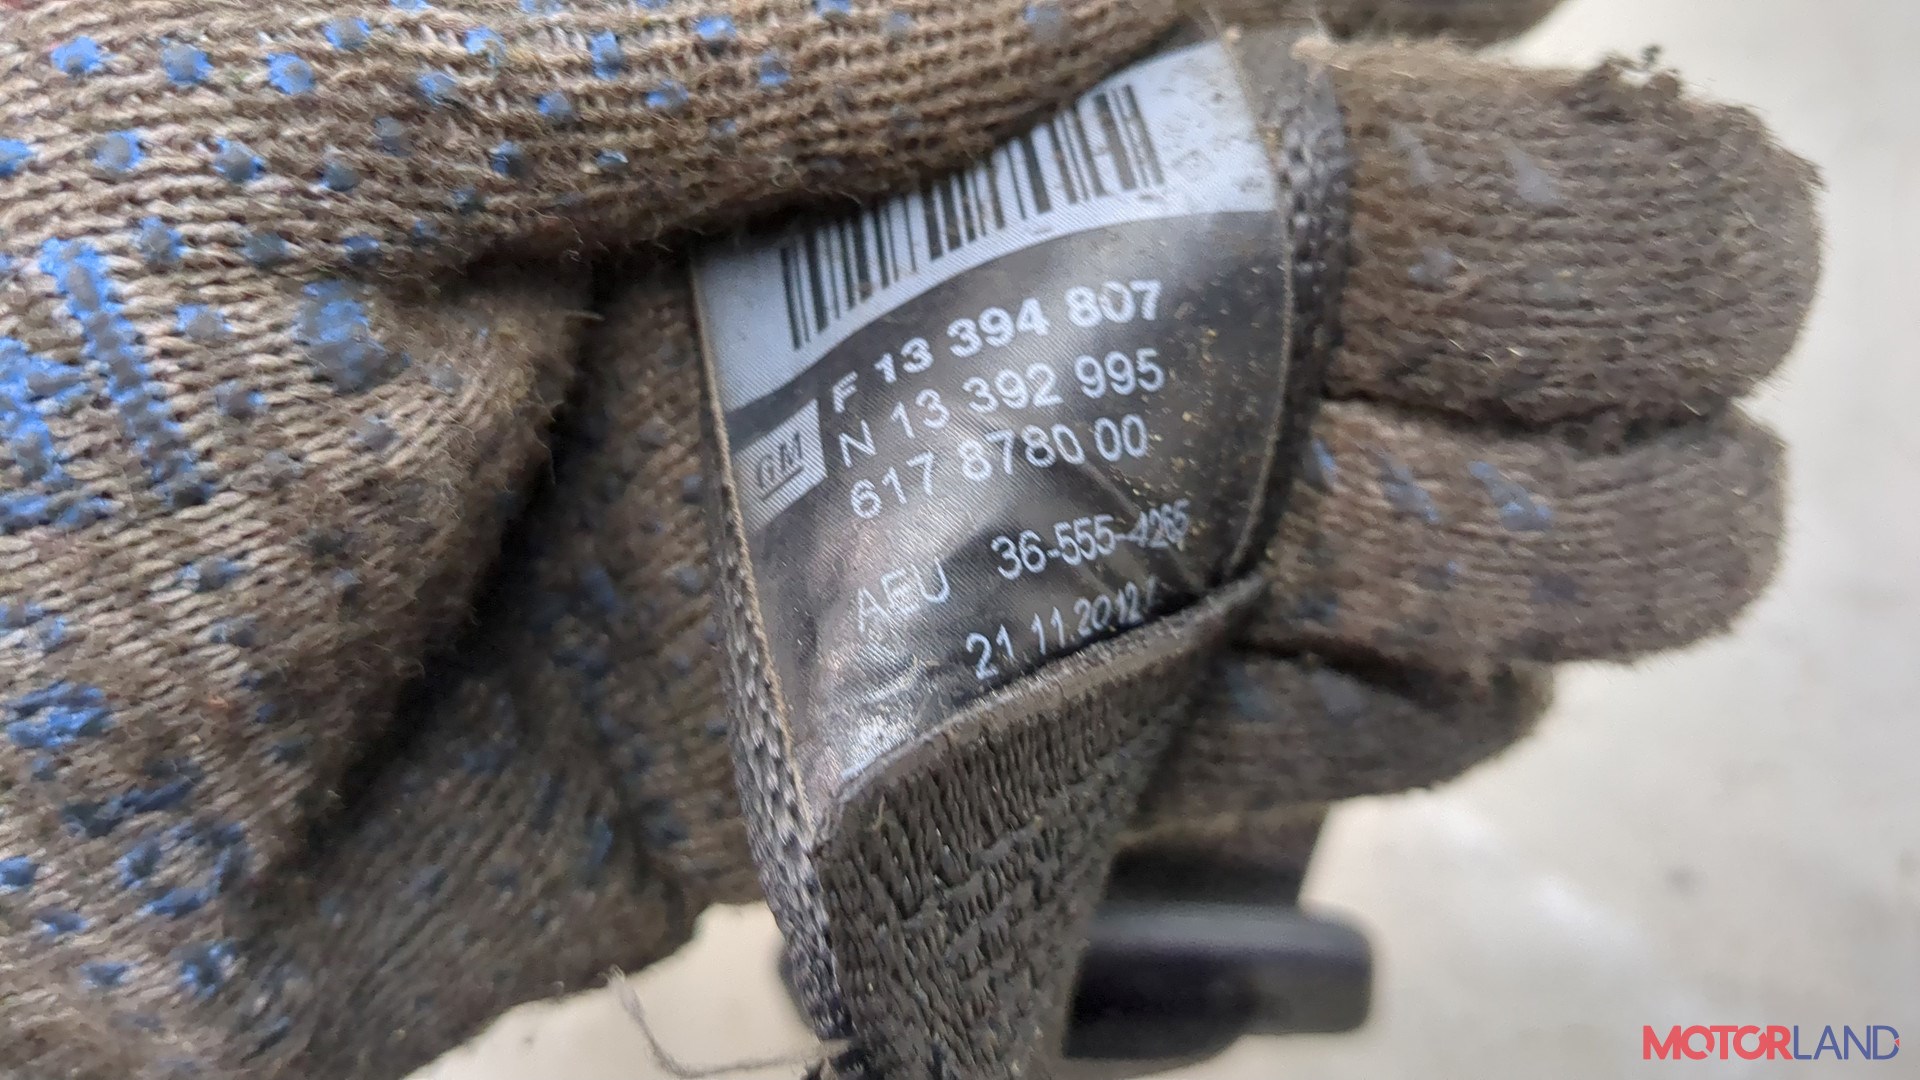 F 13 394 807
N 13 392 995
GM
617 8780 00
AEU 36-555-4265
21 11.2012
MOTORLAND